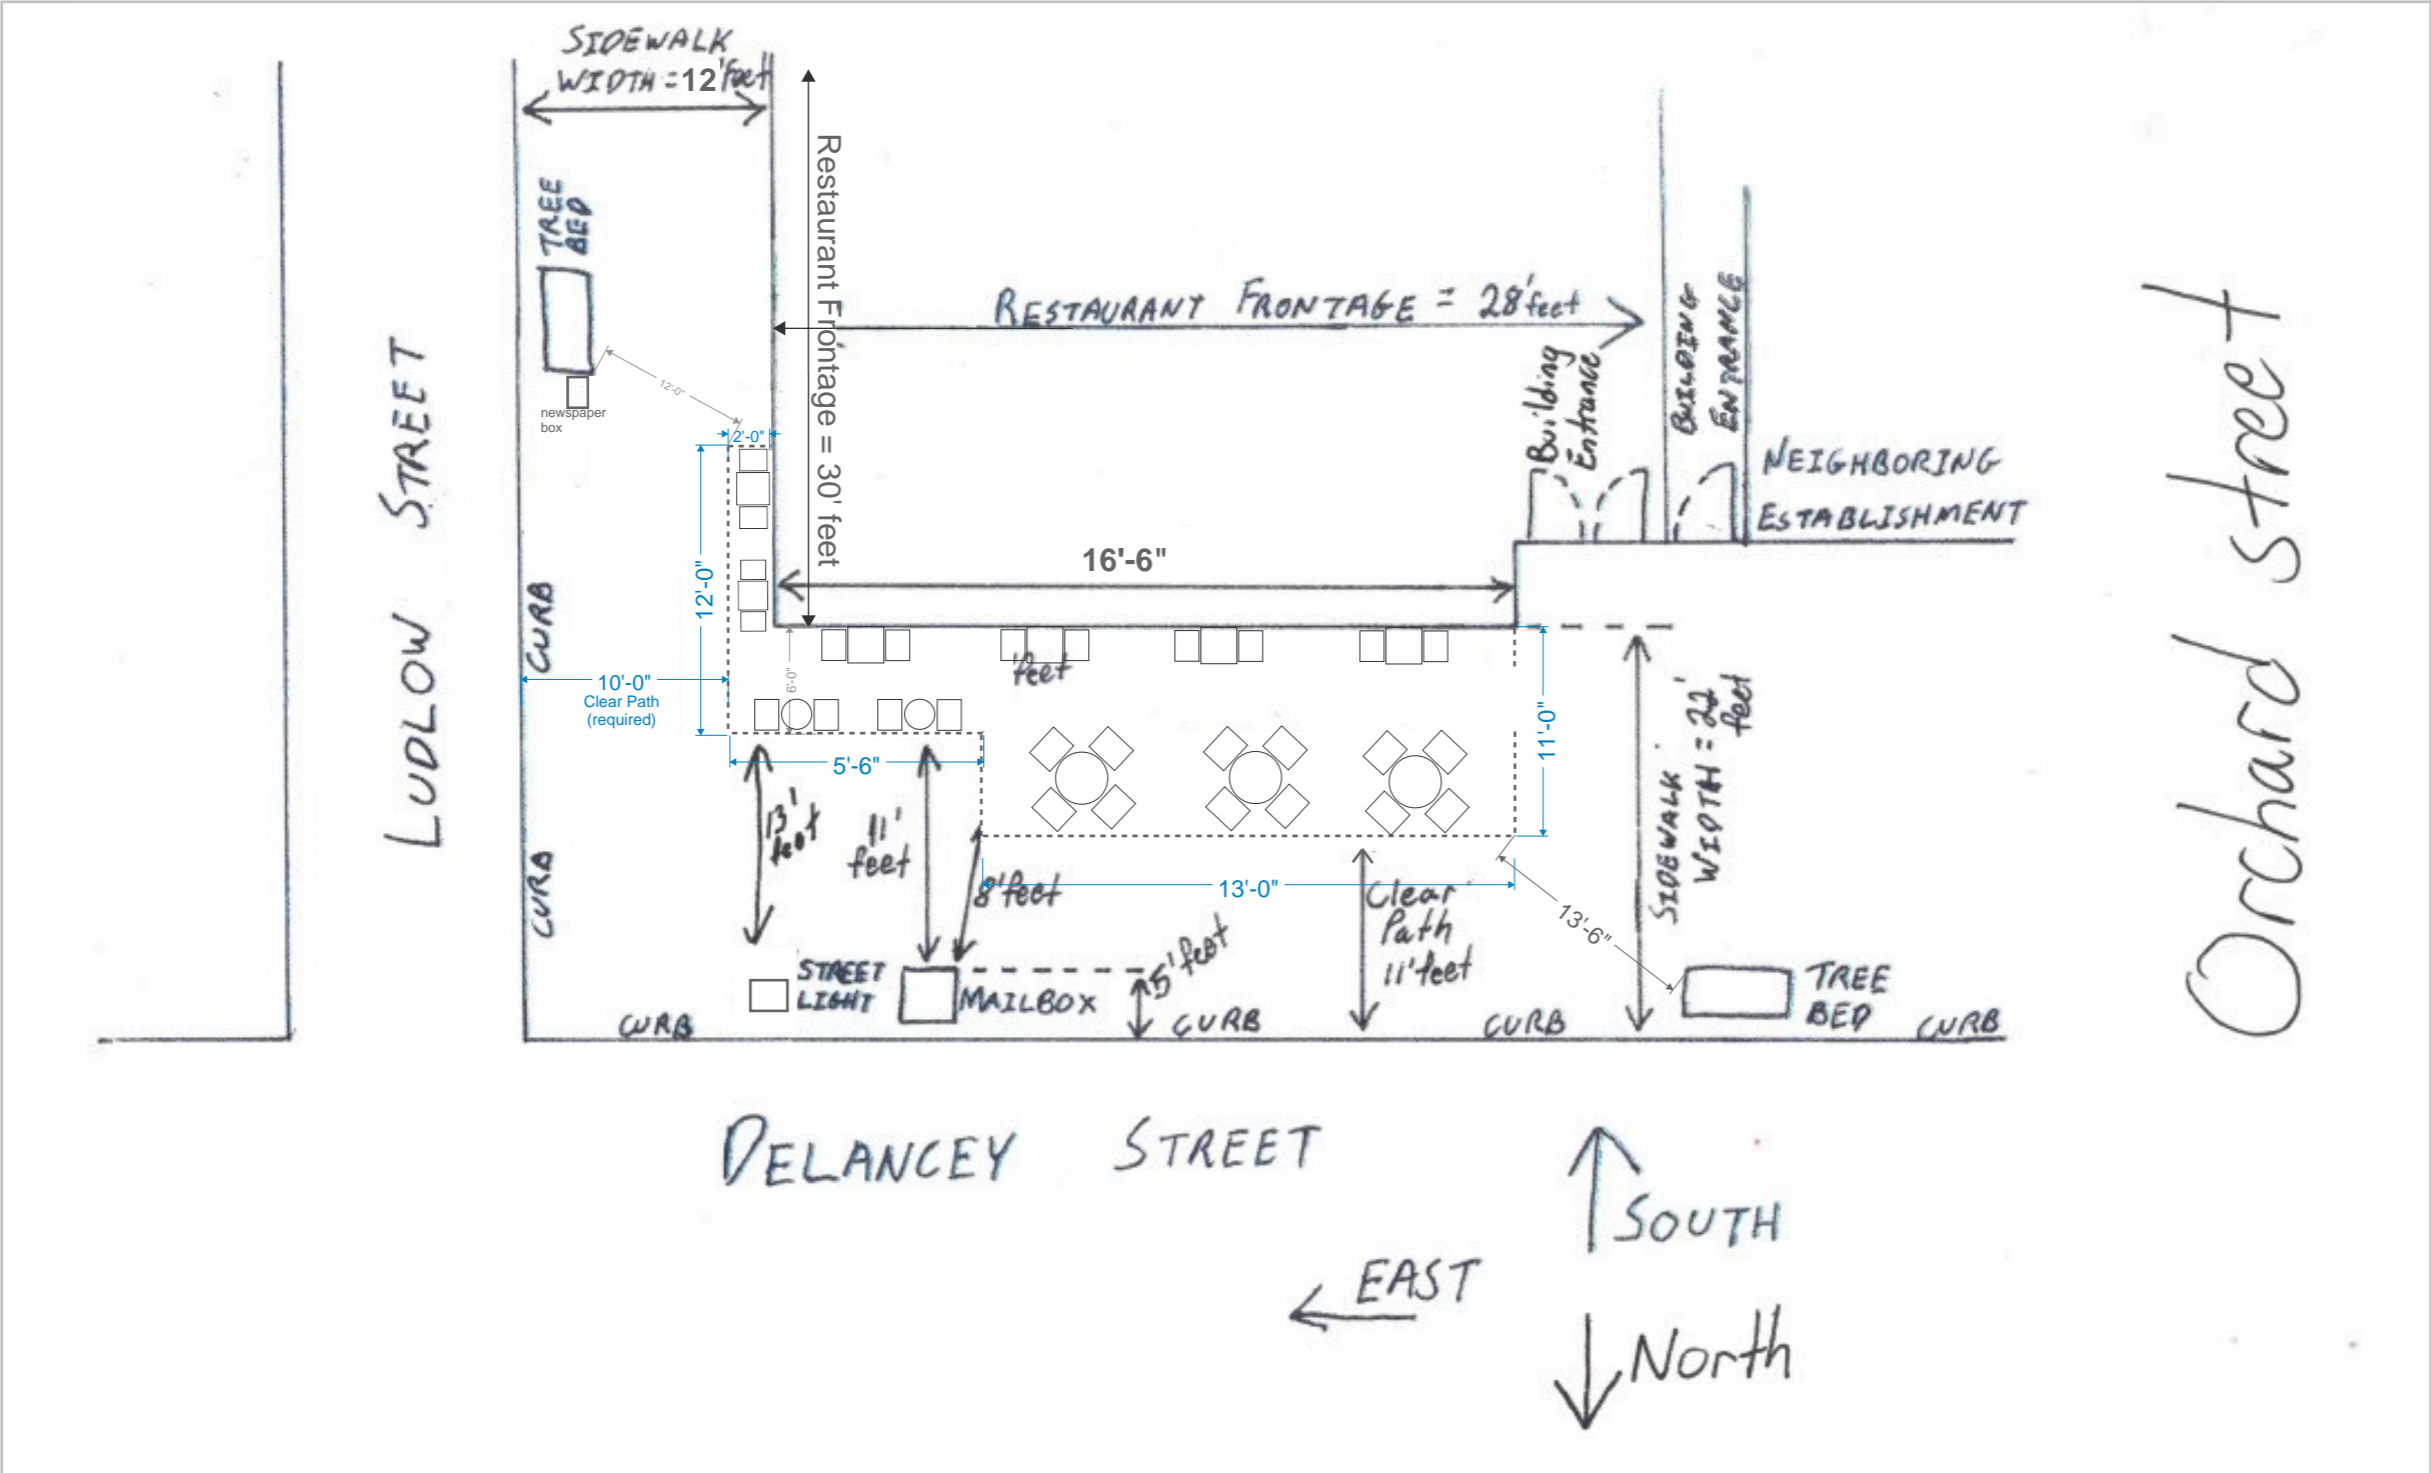 SIDEWALK
WIDTH = 12' feet
TREE
BED
newspaper
box
12'-0"
2'-0"
12'-0"
Restaurant Frontage = 30' feet
RESTAURANT FRONTAGE = 28' feet
Building
Entrance
BUILDING
ENTRANCE
NEIGHBORING
ESTABLISHMENT
16'-6"
LUDLOW STREET
CURB
CURB
10'-0"
Clear Path
(required)
6'-0"
'feet
5'-6"
11'-0"
13'
feet
11'
feet
8' feet
13'-0"
Clear
Path
11' feet
13'-6"
SIDEWALK
WIDTH = 22'
feet
5' feet
STREET
LIGHT
MAILBOX
TREE
BED
CURB
CURB
CURB
CURB
Orchard Street
DELANCEY STREET
SOUTH
EAST
North